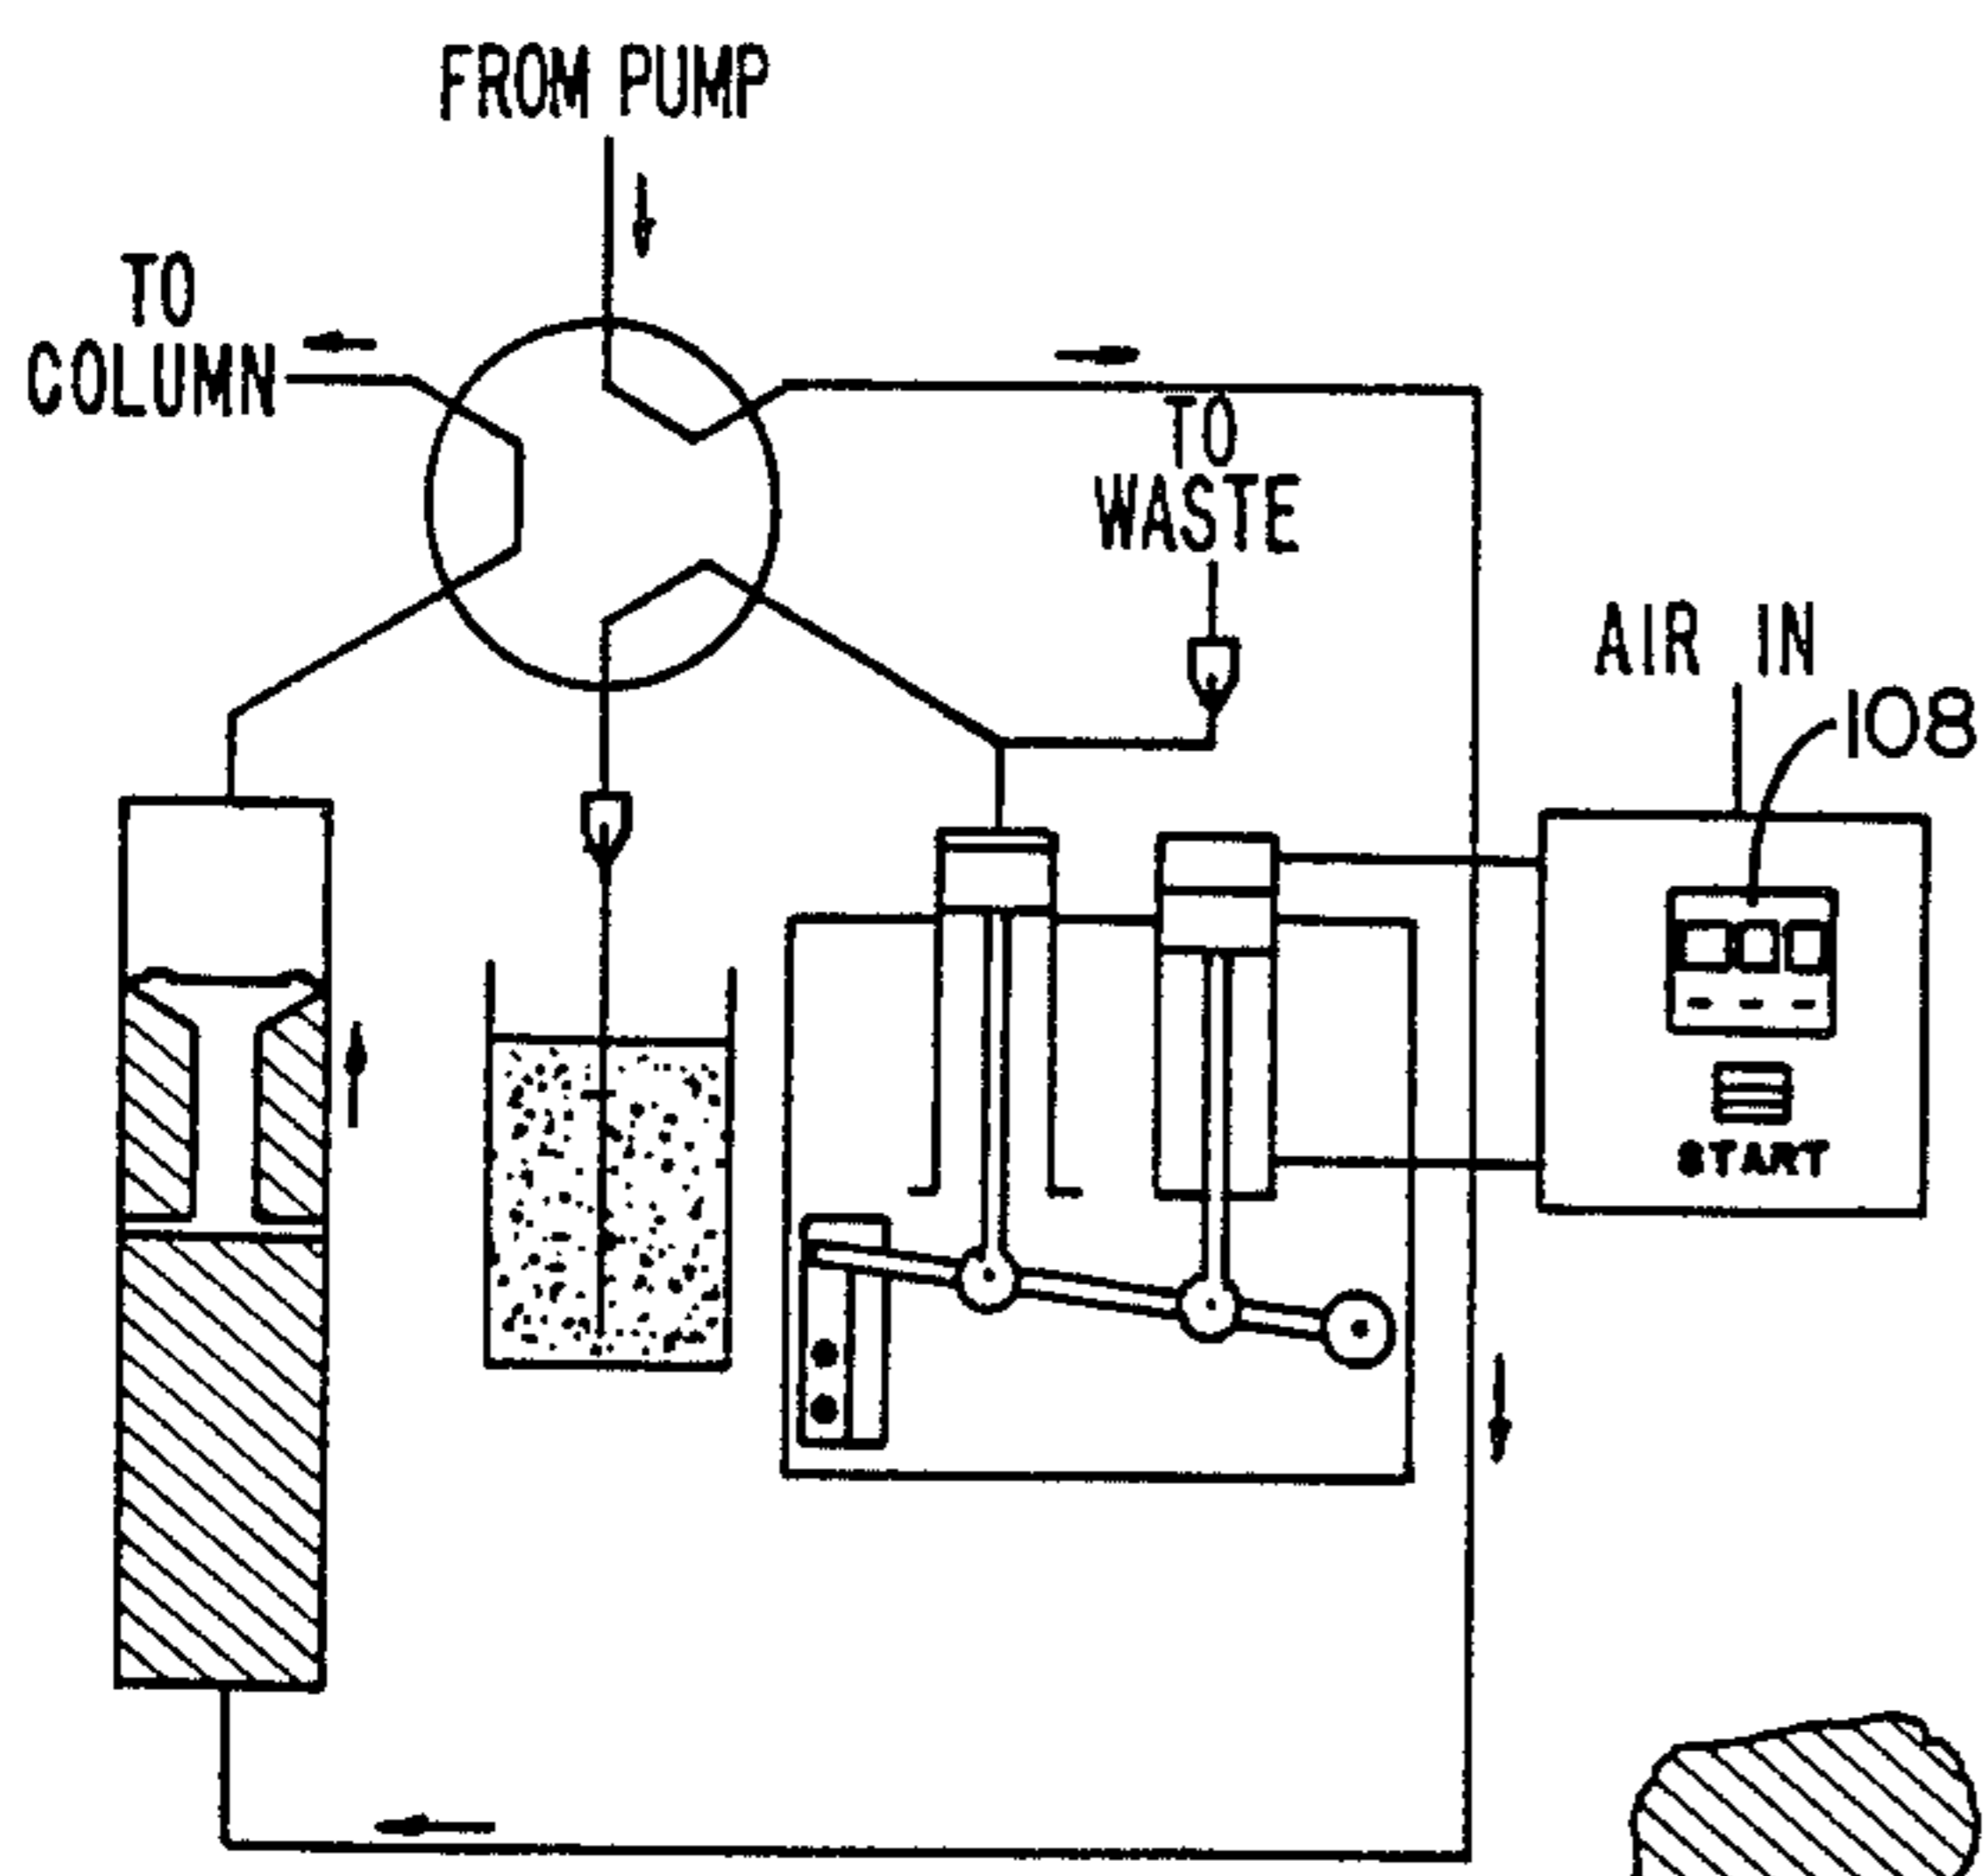 FROM PUMP
TO
COLUMN
TO
WASTE
AIR IN
108
START